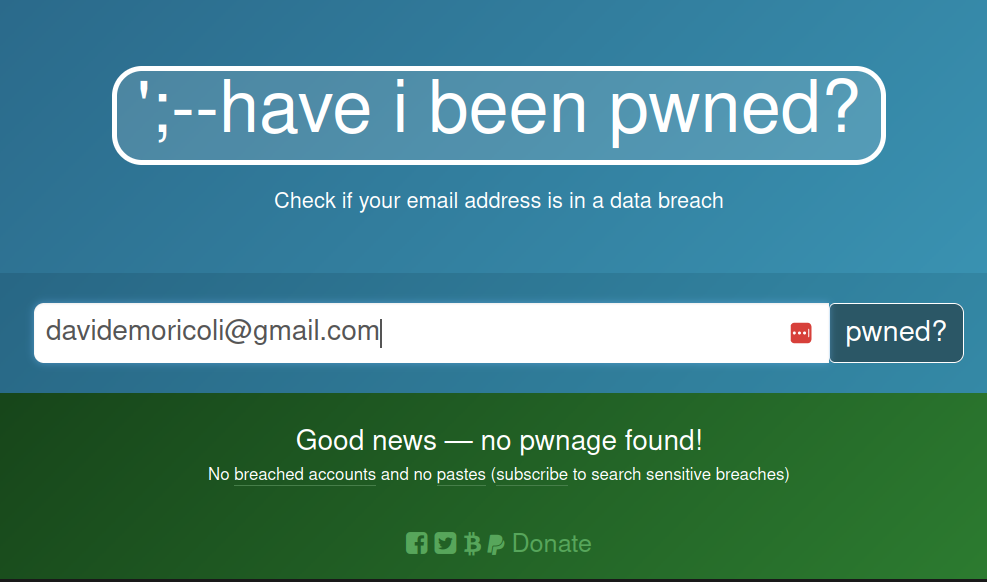 ';--have i been pwned?
Check if your email address is in a data breach
davidemoricoli@gmail.com
pwned?
Good news — no pwnage found!
No breached accounts and no pastes (subscribe to search sensitive breaches)
Donate